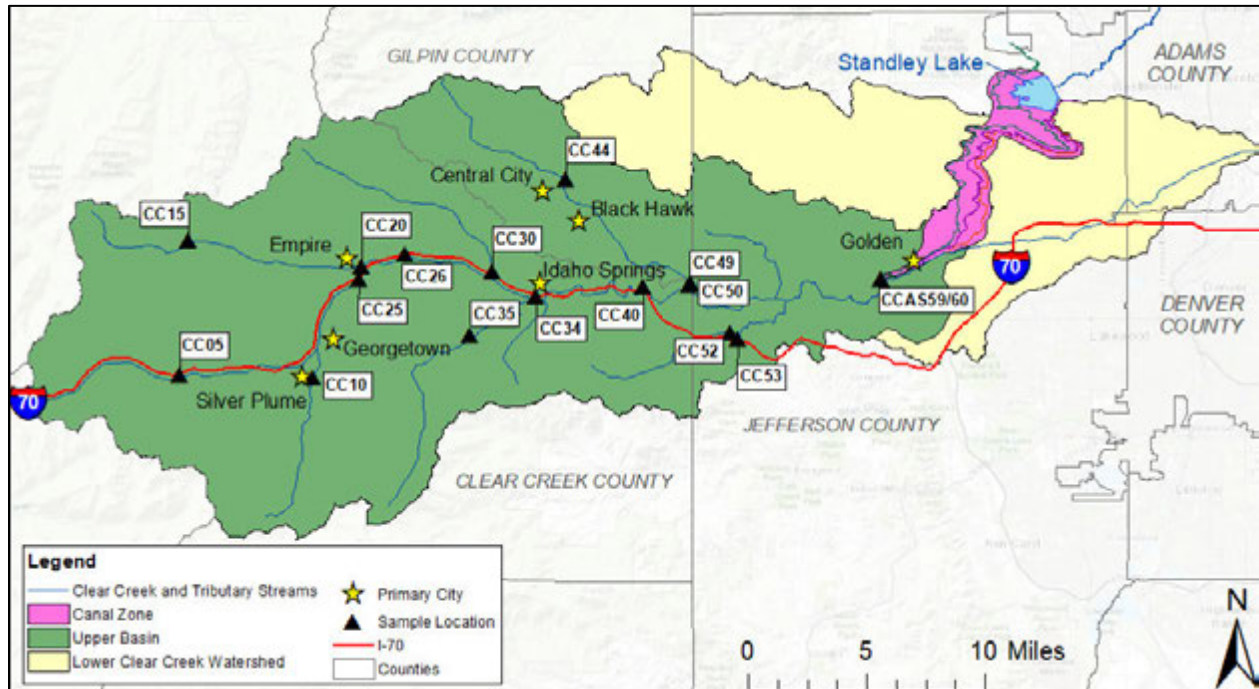 GILPIN COUNTY
ADAMS
COUNTY
Standley Lake
CC44
Central City
Black Hawk
CC15
CC20
Empire
CC30
Golden
CC26
Idaho Springs
CC49
CC50
70
CCAS59/60
CC25
CC35
CC34
CC40
DENVER
COUNTY
Georgetown
CC05
CC52
CC53
CC10
Silver Plume
70
JEFFERSON COUNTY
CLEAR CREEK COUNTY
Legend
Clear Creek and Tributary Streams
Canal Zone
Upper Basin
Lower Clear Creek Watershed
Primary City
Sample Location
I-70
Counties
0 5 10 Miles
N